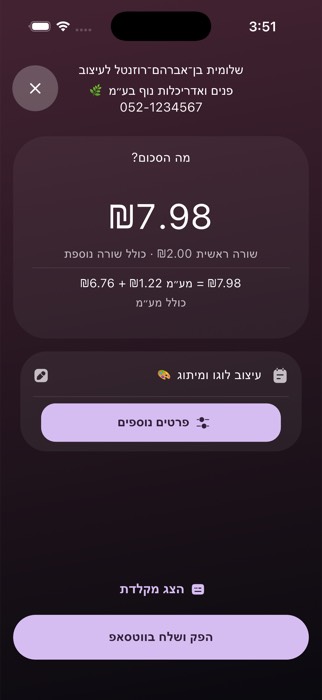 3:51
שלומית בן־אברהם־רוזנטל לעיצוב
פנים ואדריכלות נוף בע״מ 🌿
052-1234567
מה הסכום?
₪7.98
שורה ראשית ₪2.00 · כולל שורה נוספת
₪6.76 + מע״מ ₪1.22 = ₪7.98
כולל מע״מ
עיצוב לוגו ומיתוג 🎨
פרטים נוספים
הצג מקלדת
הפק ושלח בווטסאפ